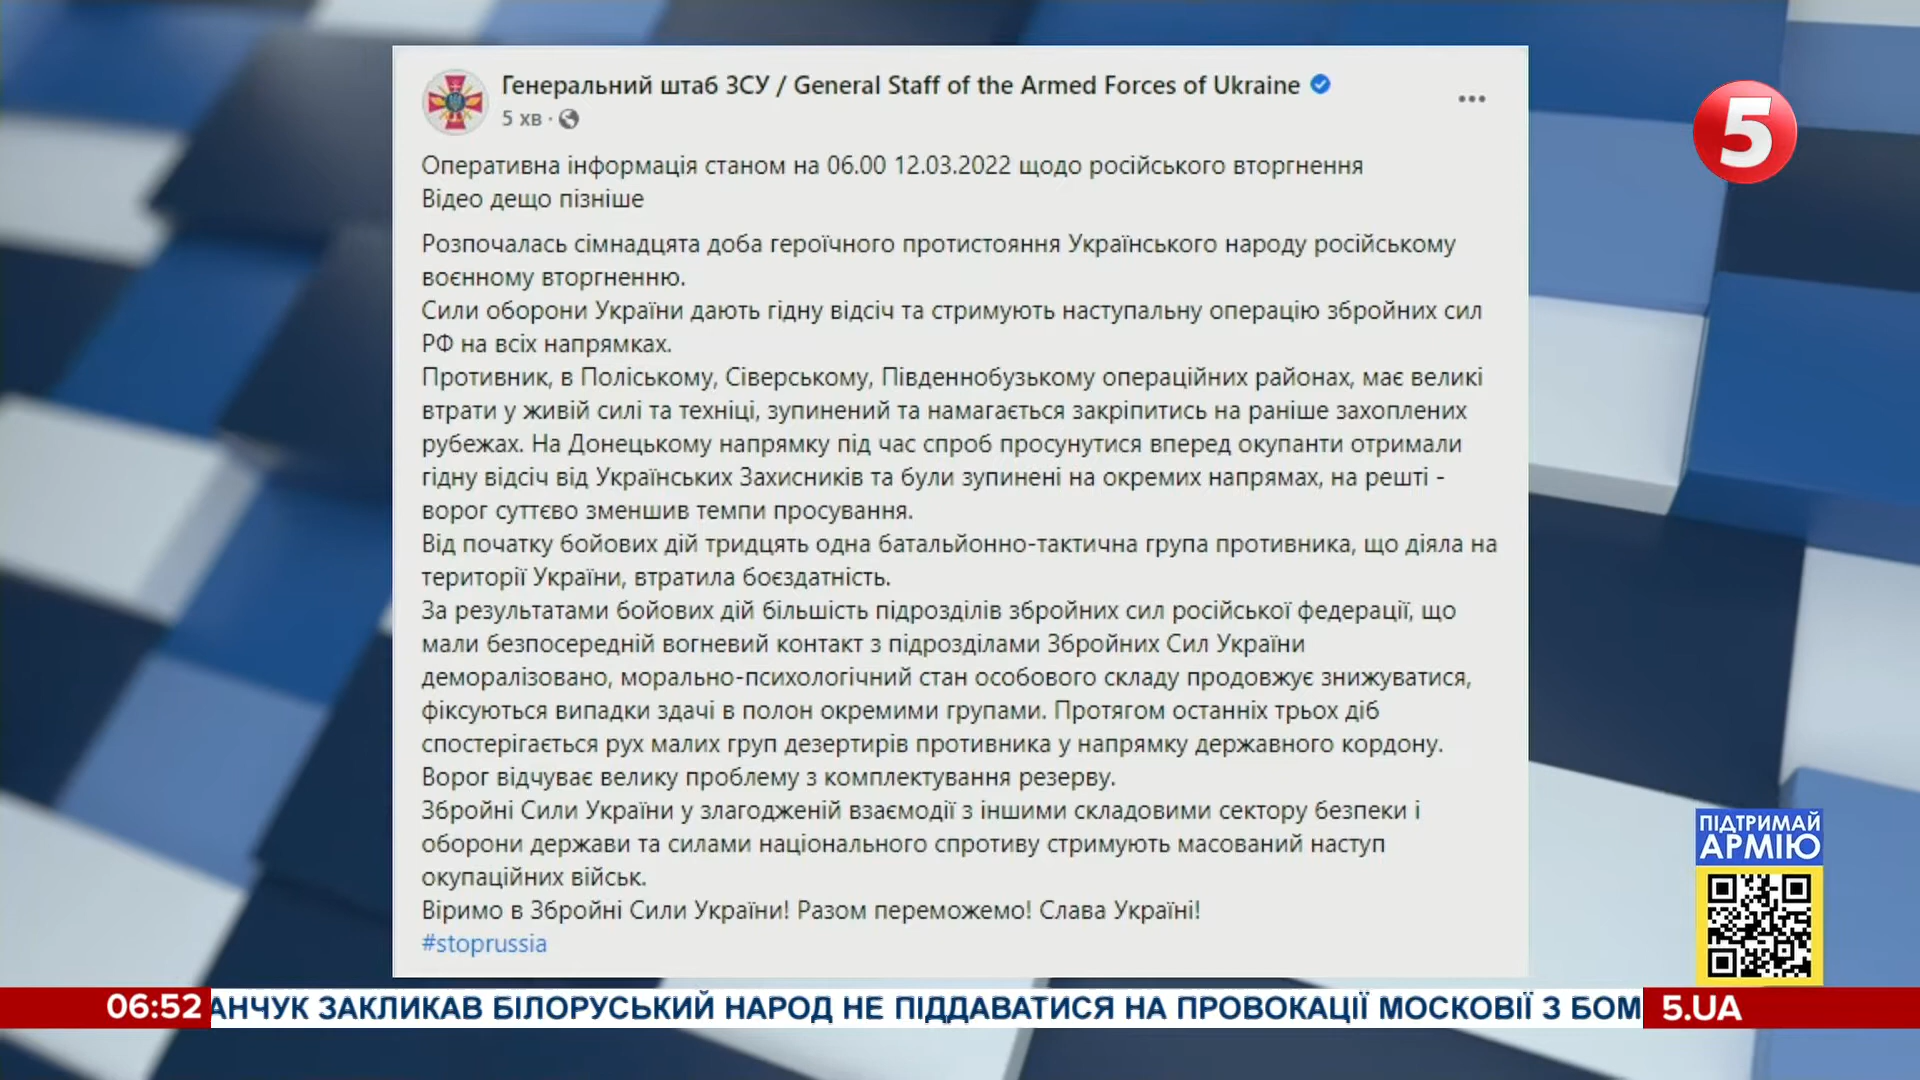 Генеральний штаб ЗСУ / General Staff of the Armed Forces of Ukraine
5 хв ·
5
Оперативна інформація станом на 06.00 12.03.2022 щодо російського вторгнення
Відео дещо пізніше
Розпочалась сімнадцята доба героїчного протистояння Українського народу російському
воєнному вторгненню.
Сили оборони України дають гідну відсіч та стримують наступальну операцію збройних сил
РФ на всіх напрямках.
Противник, в Поліському, Сіверському, Південнобузькому операційних районах, має великі
втрати у живій силі та техніці, зупинений та намагається закріпитись на раніше захоплених
рубежах. На Донецькому напрямку під час спроб просунутися вперед окупанти отримали
гідну відсіч від Українських Захисників та були зупинені на окремих напрямах, на решті -
ворог суттєво зменшив темпи просування.
Від початку бойових дій тридцять одна батальйонно-тактична група противника, що діяла на
території України, втратила боєздатність.
За результатами бойових дій більшість підрозділів збройних сил російської федерації, що
мали безпосередній вогневий контакт з підрозділами Збройних Сил України
деморалізовано, морально-психологічний стан особового складу продовжує знижуватися,
фіксуються випадки здачі в полон окремими групами. Протягом останніх трьох діб
спостерігається рух малих груп дезертирів противника у напрямку державного кордону.
Ворог відчуває велику проблему з комплектування резерву.
Збройні Сили України у злагодженій взаємодії з іншими складовими сектору безпеки і
оборони держави та силами національного спротиву стримують масований наступ
окупаційних військ.
Віримо в Збройні Сили України! Разом переможемо! Слава Україні!
#stoprussia
ПІДТРИМАЙ
АРМІЮ
06:52 АНЧУК ЗАКЛИКАВ БІЛОРУСЬКИЙ НАРОД НЕ ПІДДАВАТИСЯ НА ПРОВОКАЦІЇ МОСКОВІЇ З БОМ 5.UA